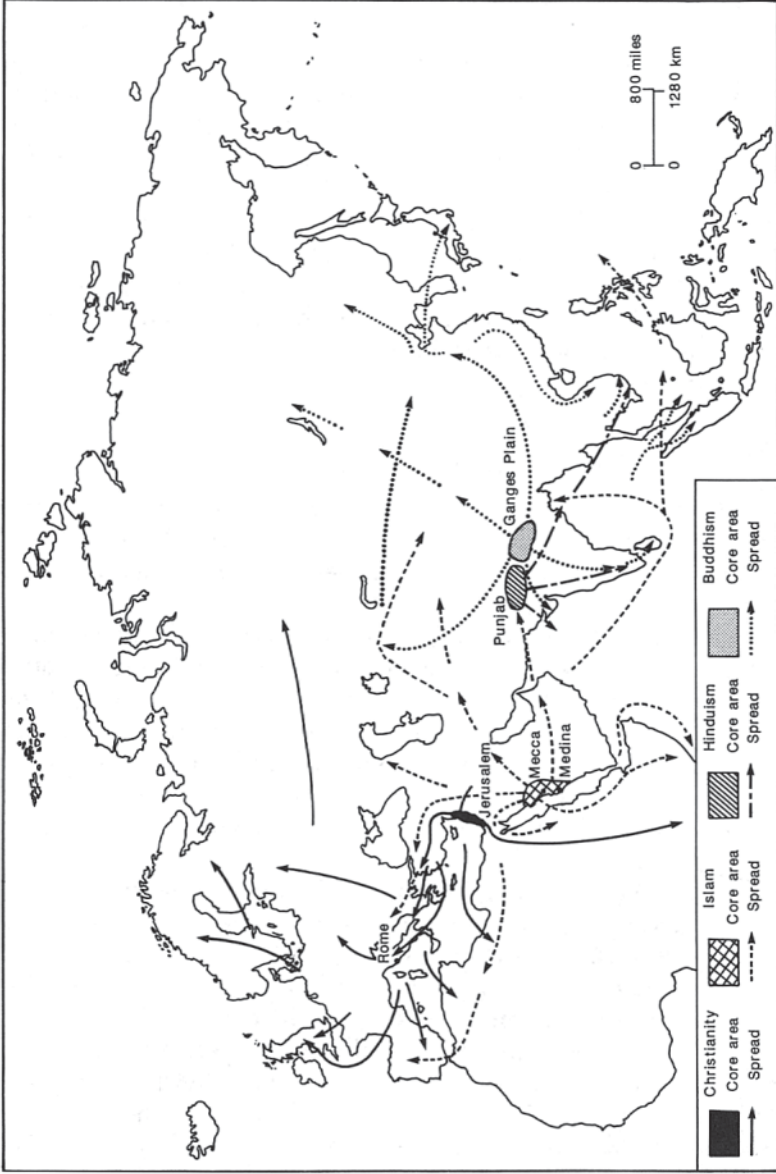 800 miles
0
0
1280 km
Rome
Jerusalem
Mecca
Medina
Punjab
Ganges Plain
Christianity
Core area
Spread
Islam
Core area
Spread
Hinduism
Core area
Spread
Buddhism
Core area
Spread